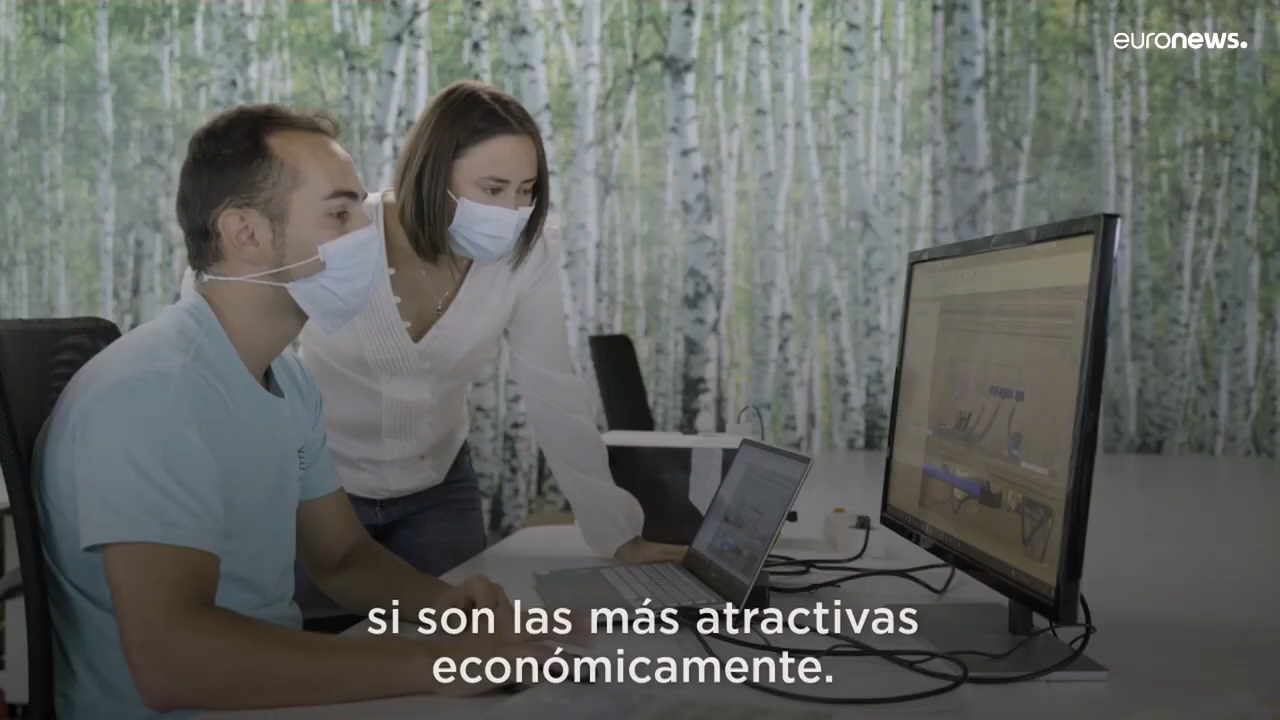 euronews.
si son las más atractivas
económicamente.